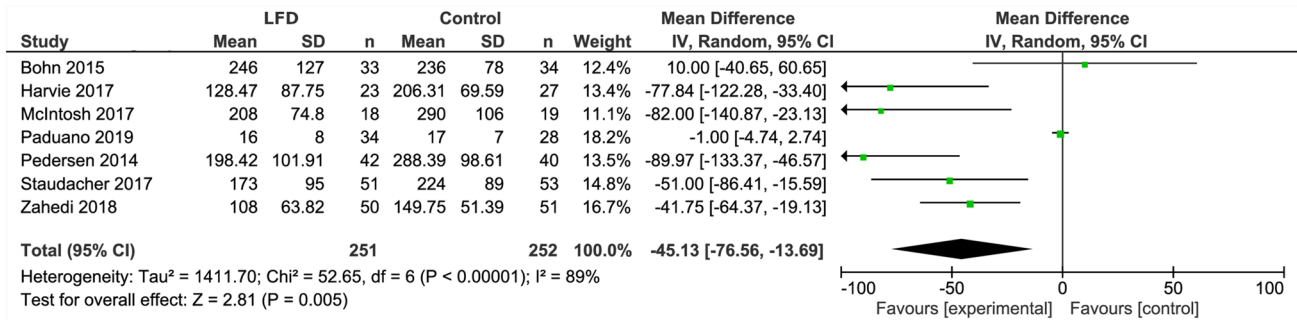 LFD Control Mean Difference Mean Difference
Study Mean SD n Mean SD n Weight IV, Random, 95% CI IV, Random, 95% CI
Bohn 2015 246 127 33 236 78 34 12.4% 10.00 [-40.65, 60.65]
Harvie 2017 128.47 87.75 23 206.31 69.59 27 13.4% -77.84 [-122.28, -33.40]
McIntosh 2017 208 74.8 18 290 106 19 11.1% -82.00 [-140.87, -23.13]
Paduano 2019 16 8 34 17 7 28 18.2% -1.00 [-4.74, 2.74]
Pedersen 2014 198.42 101.91 42 288.39 98.61 40 13.5% -89.97 [-133.37, -46.57]
Staudacher 2017 173 95 51 224 89 53 14.8% -51.00 [-86.41, -15.59]
Zahedi 2018 108 63.82 50 149.75 51.39 51 16.7% -41.75 [-64.37, -19.13]
Total (95% CI) 251 252 100.0% -45.13 [-76.56, -13.69]
Heterogeneity: Tau² = 1411.70; Chi² = 52.65, df = 6 (P < 0.00001); I² = 89%
Test for overall effect: Z = 2.81 (P = 0.005)
-100 -50 0 50 100
Favours [experimental] Favours [control]